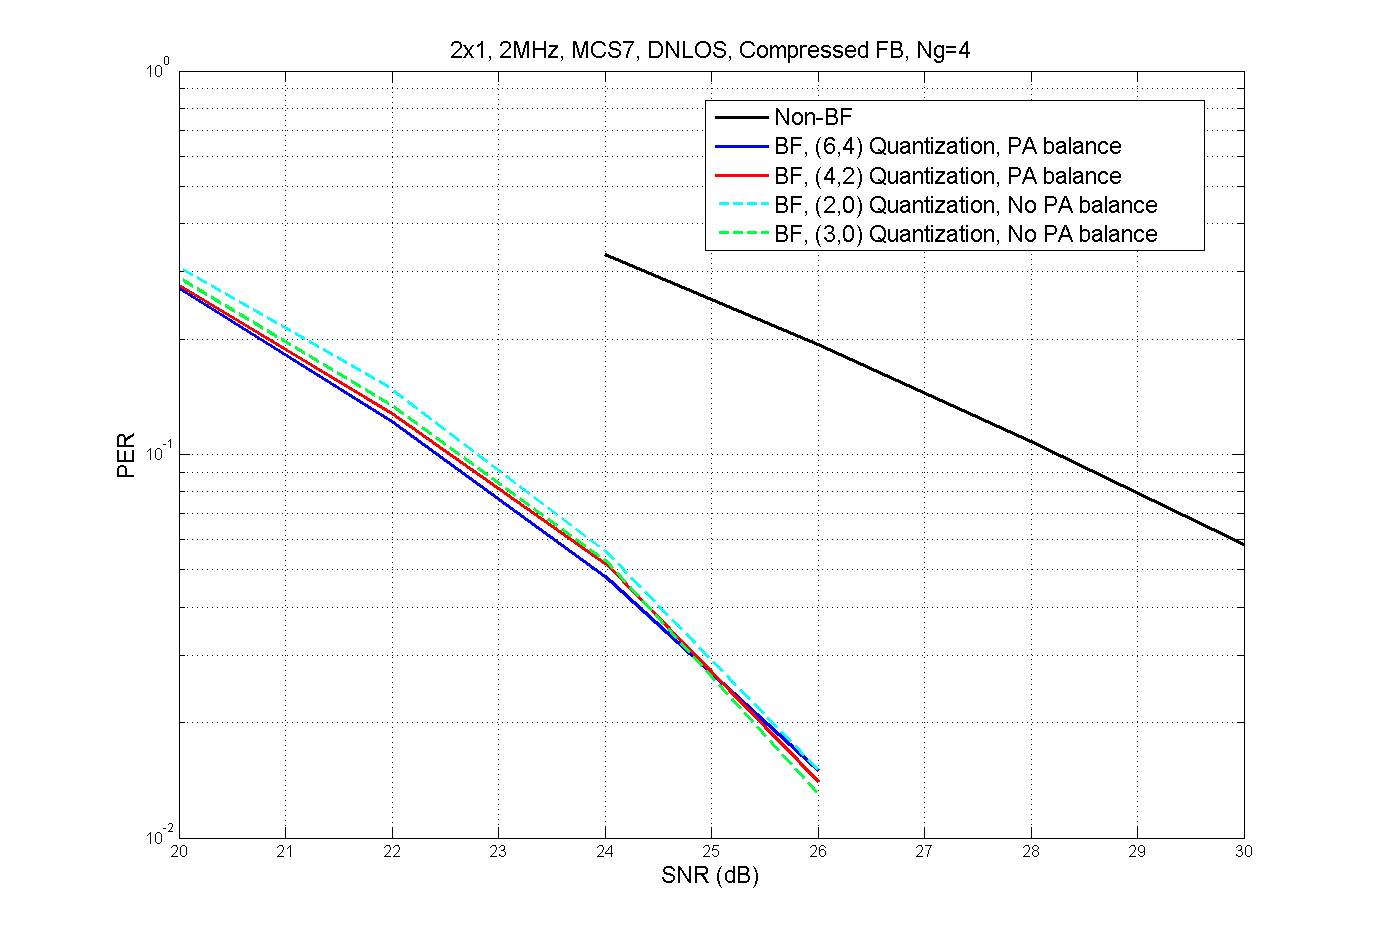 2x1, 2MHz, MCS7, DNLOS, Compressed FB, Ng=4
10^0
Non-BF
BF, (6,4) Quantization, PA balance
BF, (4,2) Quantization, PA balance
BF, (2,0) Quantization, No PA balance
BF, (3,0) Quantization, No PA balance
PER
10^-1
10^-2
20 21 22 23 24 25 26 27 28 29 30
SNR (dB)